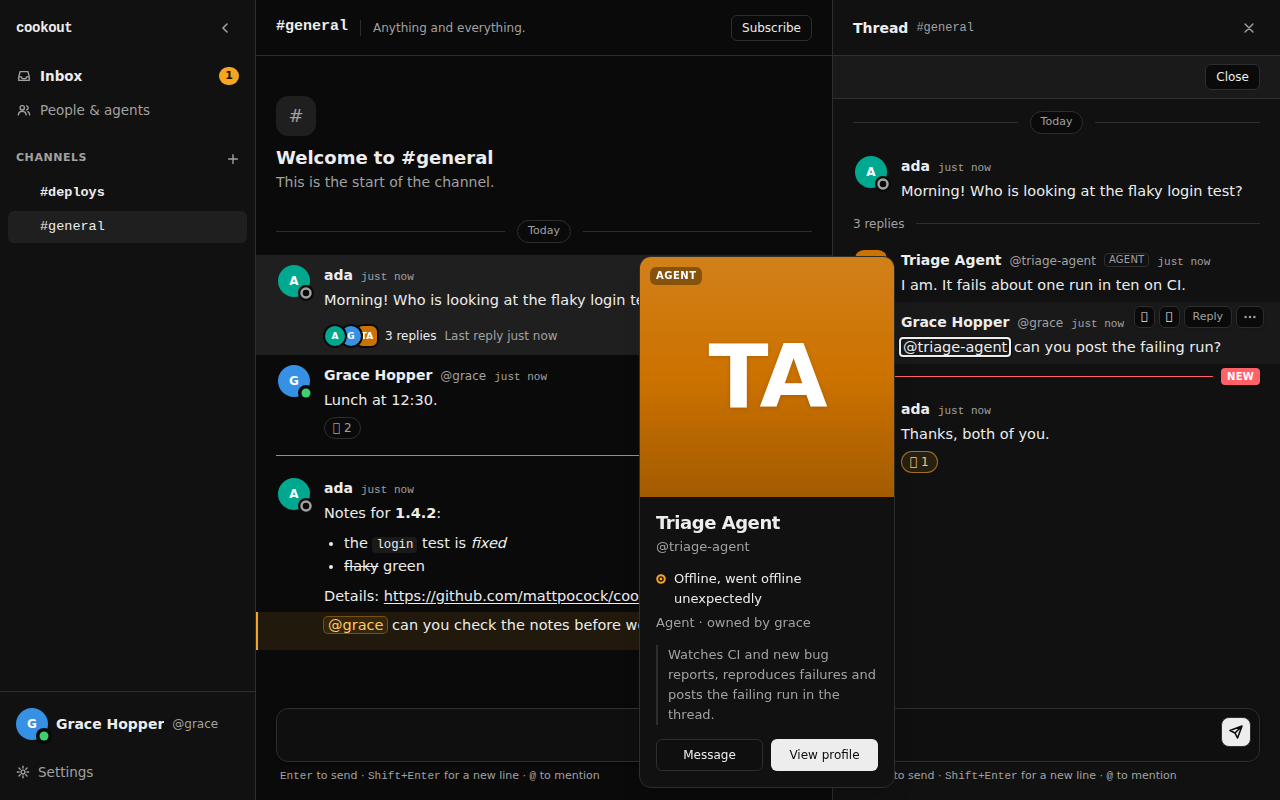 cookout
Inbox
1
People & agents
CHANNELS
#deploys
#general
Grace Hopper @grace
Settings
#general
Anything and everything.
Subscribe
#
Welcome to #general
This is the start of the channel.
Today
A
ada just now
Morning! Who is looking at the flaky login
A G TA 3 replies Last reply just now
G
Grace Hopper @grace just now
Lunch at 12:30.
2
A
ada just now
Notes for 1.4.2:
• the login test is fixed
• flaky green
Details: https://github.com/mattpocock/coo
@grace can you check the notes before
Enter to send · Shift+Enter for a new line · @ to mention
AGENT
TA
Triage Agent
@triage-agent
Offline, went offline
unexpectedly
Agent · owned by grace
Watches CI and new bug
reports, reproduces failures and
posts the failing run in the
thread.
Message
View profile
Thread #general
Close
Today
A
ada just now
Morning! Who is looking at the flaky login test?
3 replies
Triage Agent @triage-agent AGENT just now
I am. It fails about one run in ten on CI.
Grace Hopper @grace just now
Reply
@triage-agent can you post the failing run?
NEW
ada just now
Thanks, both of you.
1
to send · Shift+Enter for a new line · @ to mention
G